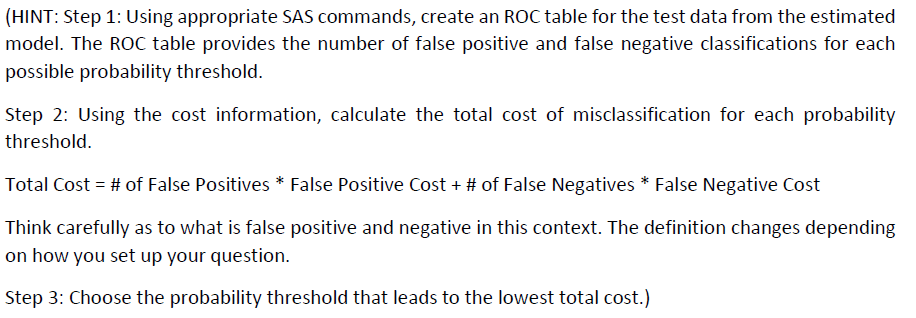 (HINT: Step 1: Using appropriate SAS commands, create an ROC table for the test data from the estimated
model. The ROC table provides the number of false positive and false negative classifications for each
possible probability threshold.
Step 2: Using the cost information, calculate the total cost of misclassification for each probability
threshold.
Total Cost = # of False Positives * False Positive Cost + # of False Negatives * False Negative Cost
Think carefully as to what is false positive and negative in this context. The definition changes depending
on how you set up your question.
Step 3: Choose the probability threshold that leads to the lowest total cost.)